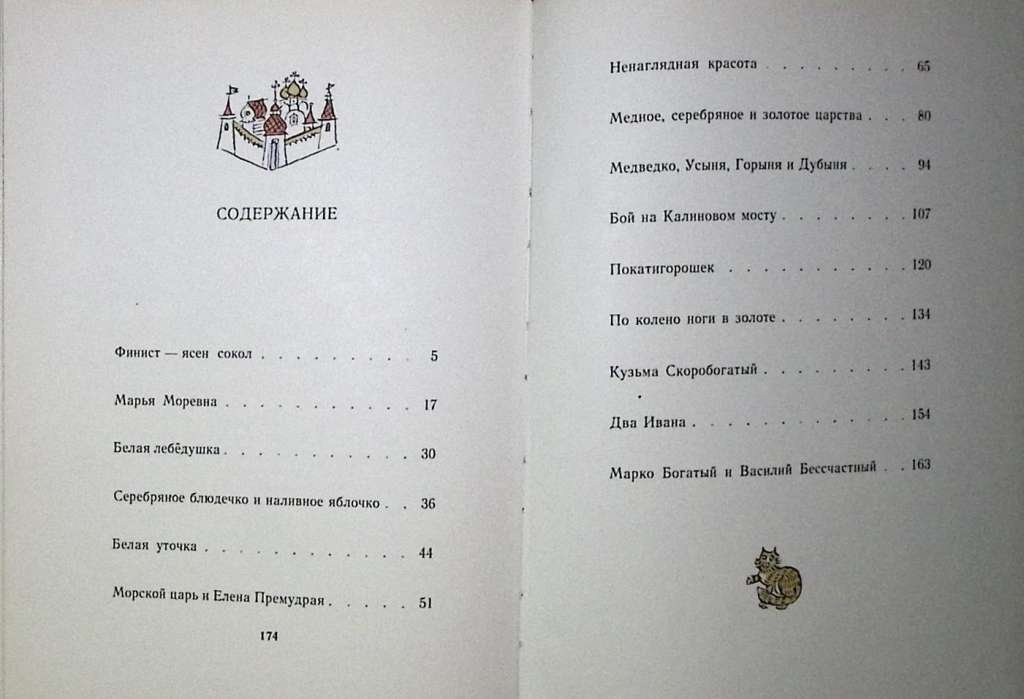 СОДЕРЖАНИЕ
Финист — ясен сокол . . . . . . . . . 5
Марья Моревна . . . . . . . . . . . 17
Белая лебёдушка . . . . . . . . . . . 30
Серебряное блюдечко и наливное яблочко . . 36
Белая уточка . . . . . . . . . . . . 44
Морской царь и Елена Премудрая . . . . . 51
174
Ненаглядная красота . . . . . . . . . 65
Медное, серебряное и золотое царства . . . 80
Медведко, Усыня, Горыня и Дубыня . . . . 94
Бой на Калиновом мосту . . . . . . . . 107
Покатигорошек . . . . . . . . . . . 120
По колено ноги в золоте . . . . . . . . 134
Кузьма Скоробогатый . . . . . . . . . 143
Два Ивана . . . . . . . . . . . . . 154
Марко Богатый и Василий Бессчастный . . 163